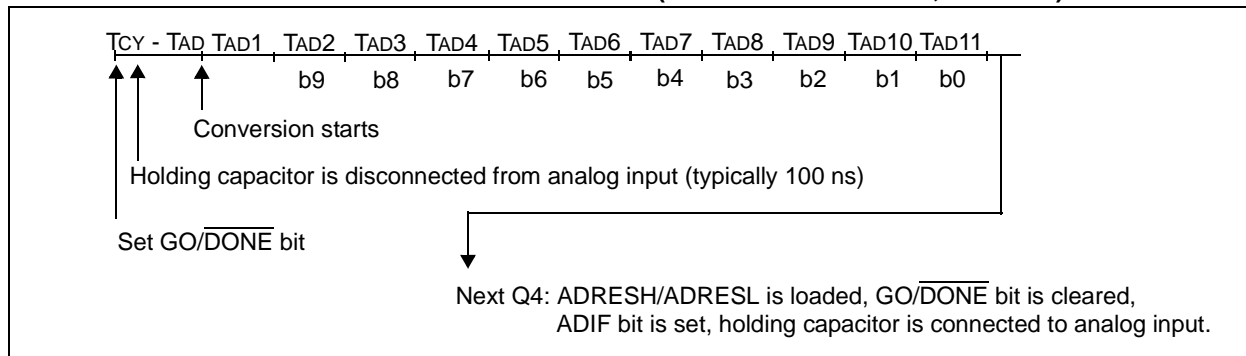 TCY - TAD TAD1 TAD2 TAD3 TAD4 TAD5 TAD6 TAD7 TAD8 TAD9 TAD10 TAD11
b9 b8 b7 b6 b5 b4 b3 b2 b1 b0
Conversion starts
Holding capacitor is disconnected from analog input (typically 100 ns)
Set GO/DONE bit
Next Q4: ADRESH/ADRESL is loaded, GO/DONE bit is cleared,
ADIF bit is set, holding capacitor is connected to analog input.